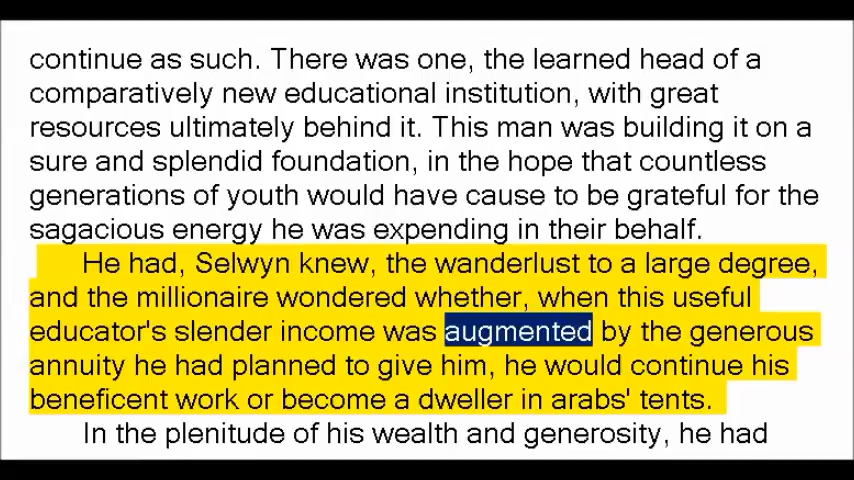 continue as such. There was one, the learned head of a
comparatively new educational institution, with great
resources ultimately behind it. This man was building it on a
sure and splendid foundation, in the hope that countless
generations of youth would have cause to be grateful for the
sagacious energy he was expending in their behalf.
He had, Selwyn knew, the wanderlust to a large degree,
and the millionaire wondered whether, when this useful
educator's slender income was augmented by the generous
annuity he had planned to give him, he would continue his
beneficent work or become a dweller in arabs' tents.
In the plenitude of his wealth and generosity, he had